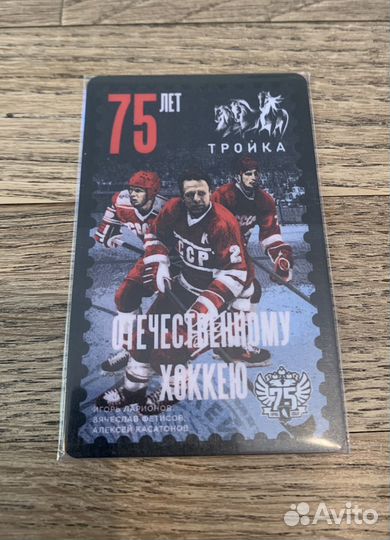 75 ЛЕТ
ТРОЙКА
СССР
К
2
ОТЕЧЕСТВЕННОМУ
ХОККЕЮ
75
ИГОРЬ ЛАРИОНОВ,
ВЯЧЕСЛАВ ФЕТИСОВ,
АЛЕКСЕЙ КАСАТОНОВ
Avito